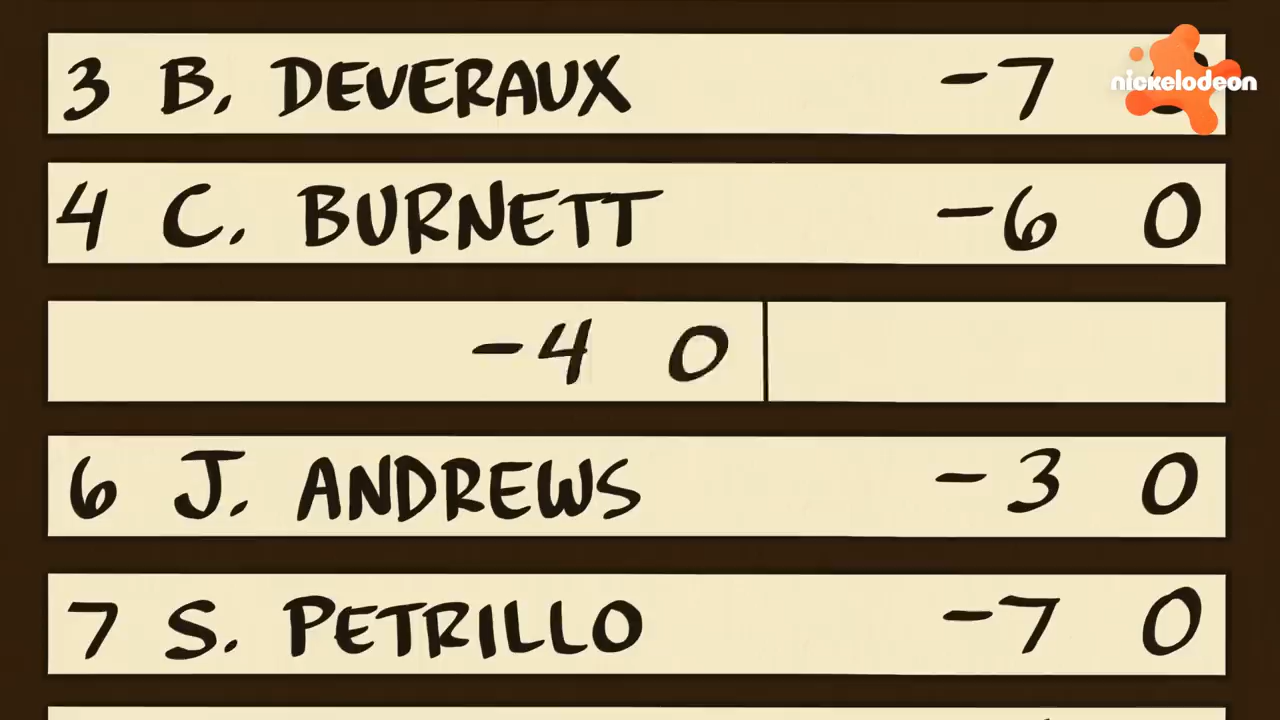 3 B. DEVERAUX -7
nickelodeon
4 C. BURNETT -6 0
-4 0
6 J. ANDREWS -3 0
7 S. PETRILLO -7 0